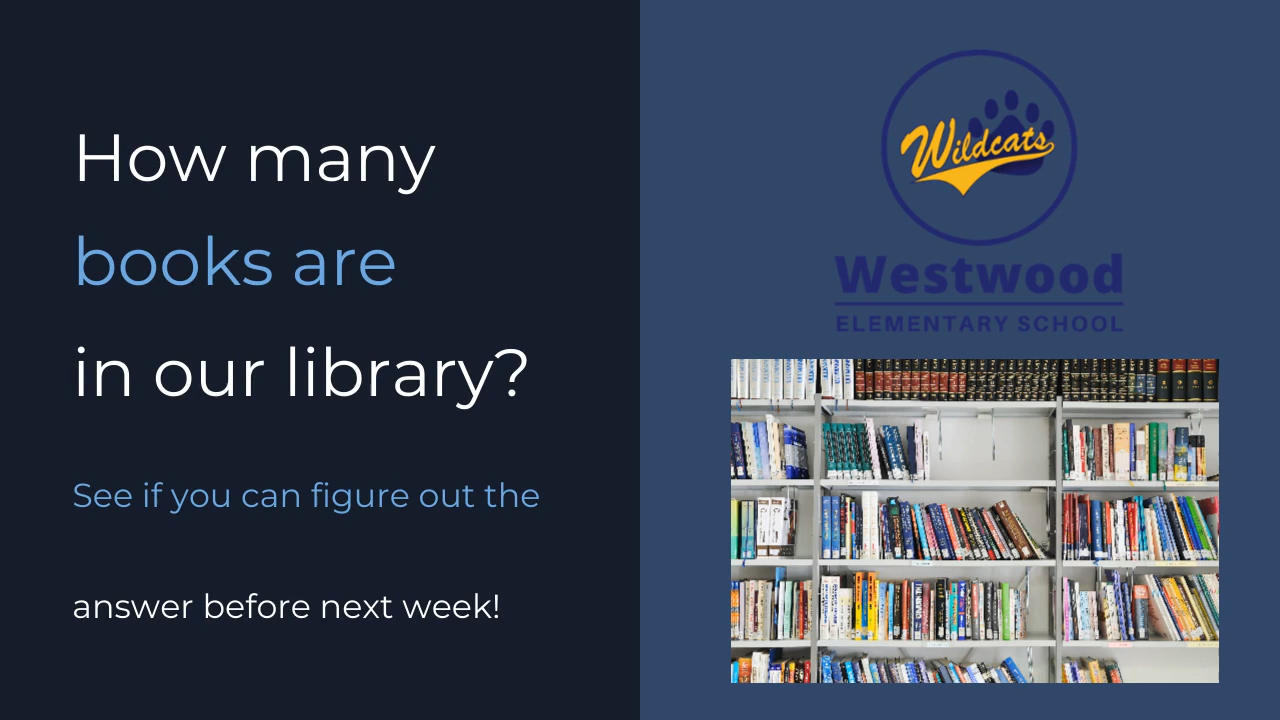 How many
books are
in our library?
See if you can figure out the
answer before next week!
Wildcats
Westwood
ELEMENTARY SCHOOL